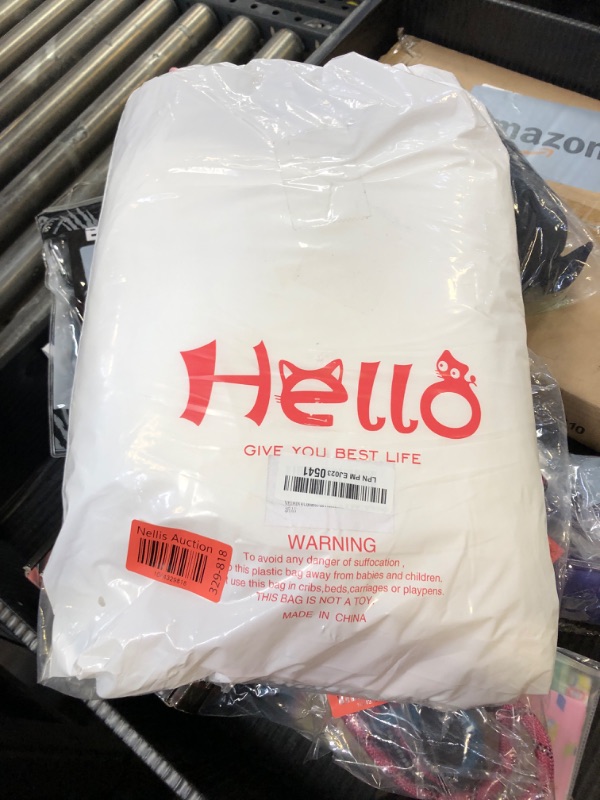 mazon
Hello
GIVE YOU BEST LIFE
LPN PM EJ023 0541
WARNING
To avoid any danger of suffocation,
this plastic bag away from babies and children.
use this bag in cribs,beds,carriages or playpens.
THIS BAG IS NOT A TOY
MADE IN CHINA
Nellis Auction
329-818
10